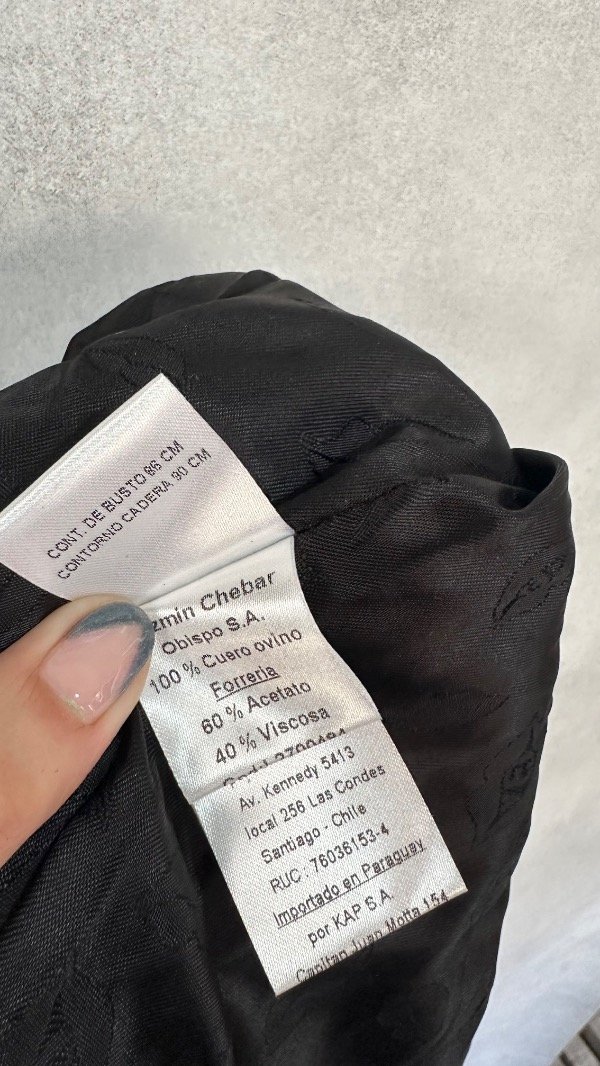 CONT. DE BUSTO 86 CM
CONTORNO CADERA 90 CM
zmin Chebar
Obispo S.A.
100 % Cuero ovino
Forreria
60 % Acetato
40 % Viscosa
Av. Kennedy 5413
local 256 Las Condes
Santiago - Chile
RUC : 76036153-4
Importado en Paraguay
por KAP S.A.
Capitan Juan Motta 154